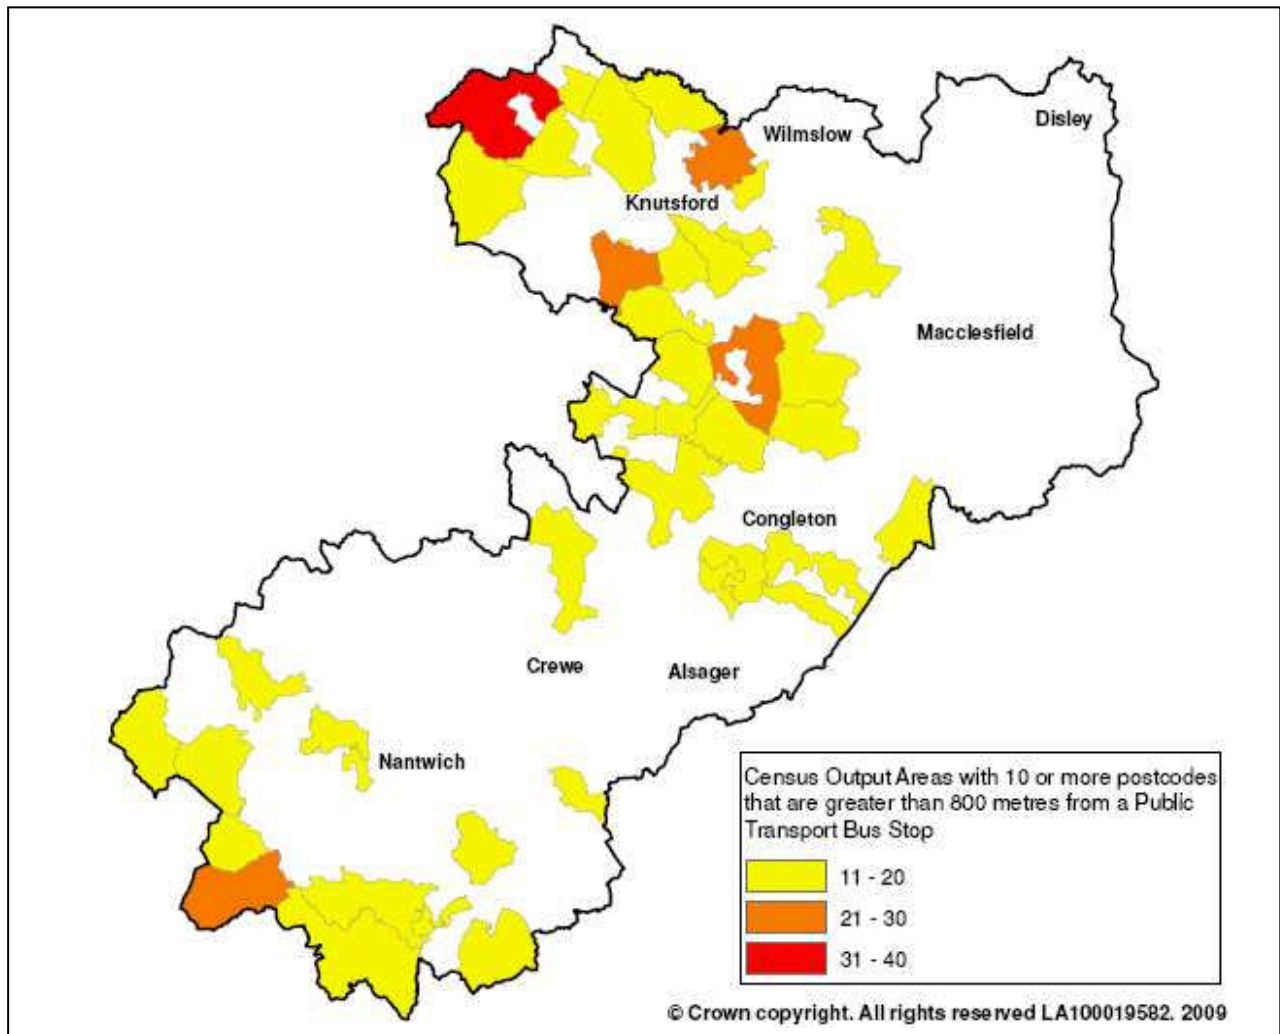 Disley
Wilmslow
Knutsford
Macclesfield
Congleton
Crewe
Alsager
Nantwich
Census Output Areas with 10 or more postcodes
that are greater than 800 metres from a Public
Transport Bus Stop
11 - 20
21 - 30
31 - 40
© Crown copyright. All rights reserved LA100019582. 2009